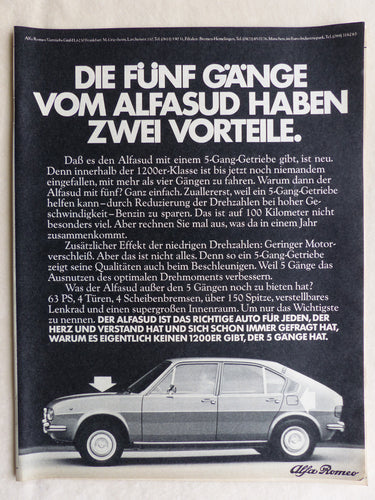 DIE FÜNF GÄNGE
VOM ALFASUD HABEN
ZWEI VORTEILE.
Daß es den Alfasud mit einem 5-Gang-Getriebe gibt, ist neu.
Denn innerhalb der 1200er-Klasse ist bis jetzt noch niemandem
eingefallen, mit mehr als vier Gängen zu fahren. Warum dann der
Alfasud mit fünf? Ganz einfach. Zuallererst, weil ein 5-Gang-Getriebe
helfen kann – durch Reduzierung der Drehzahlen bei hoher Ge-
schwindigkeit – Benzin zu sparen. Das ist auf 100 Kilometer nicht
besonders viel. Aber rechnen Sie mal aus, was da in einem Jahr
zusammenkommt.
Zusätzlicher Effekt der niedrigen Drehzahlen: Geringer Motor-
verschleiß. Aber das ist nicht alles. Denn so ein 5-Gang-Getriebe
zeigt seine Qualitäten auch beim Beschleunigen. Weil 5 Gänge das
Ausnutzen des optimalen Drehmoments verbessern.
Was der Alfasud außer den 5 Gängen noch zu bieten hat?
63 PS, 4 Türen, 4 Scheibenbremsen, über 150 Spitze, verstellbares
Lenkrad und einen supergroßen Innenraum. Um nur das Wichtigste
zu nennen. DER ALFASUD IST DAS RICHTIGE AUTO FÜR JEDEN, DER
HERZ UND VERSTAND HAT UND SICH SCHON IMMER GEFRAGT HAT,
WARUM ES EIGENTLICH KEINEN 1200ER GIBT, DER 5 GÄNGE HAT.
Alfa Romeo